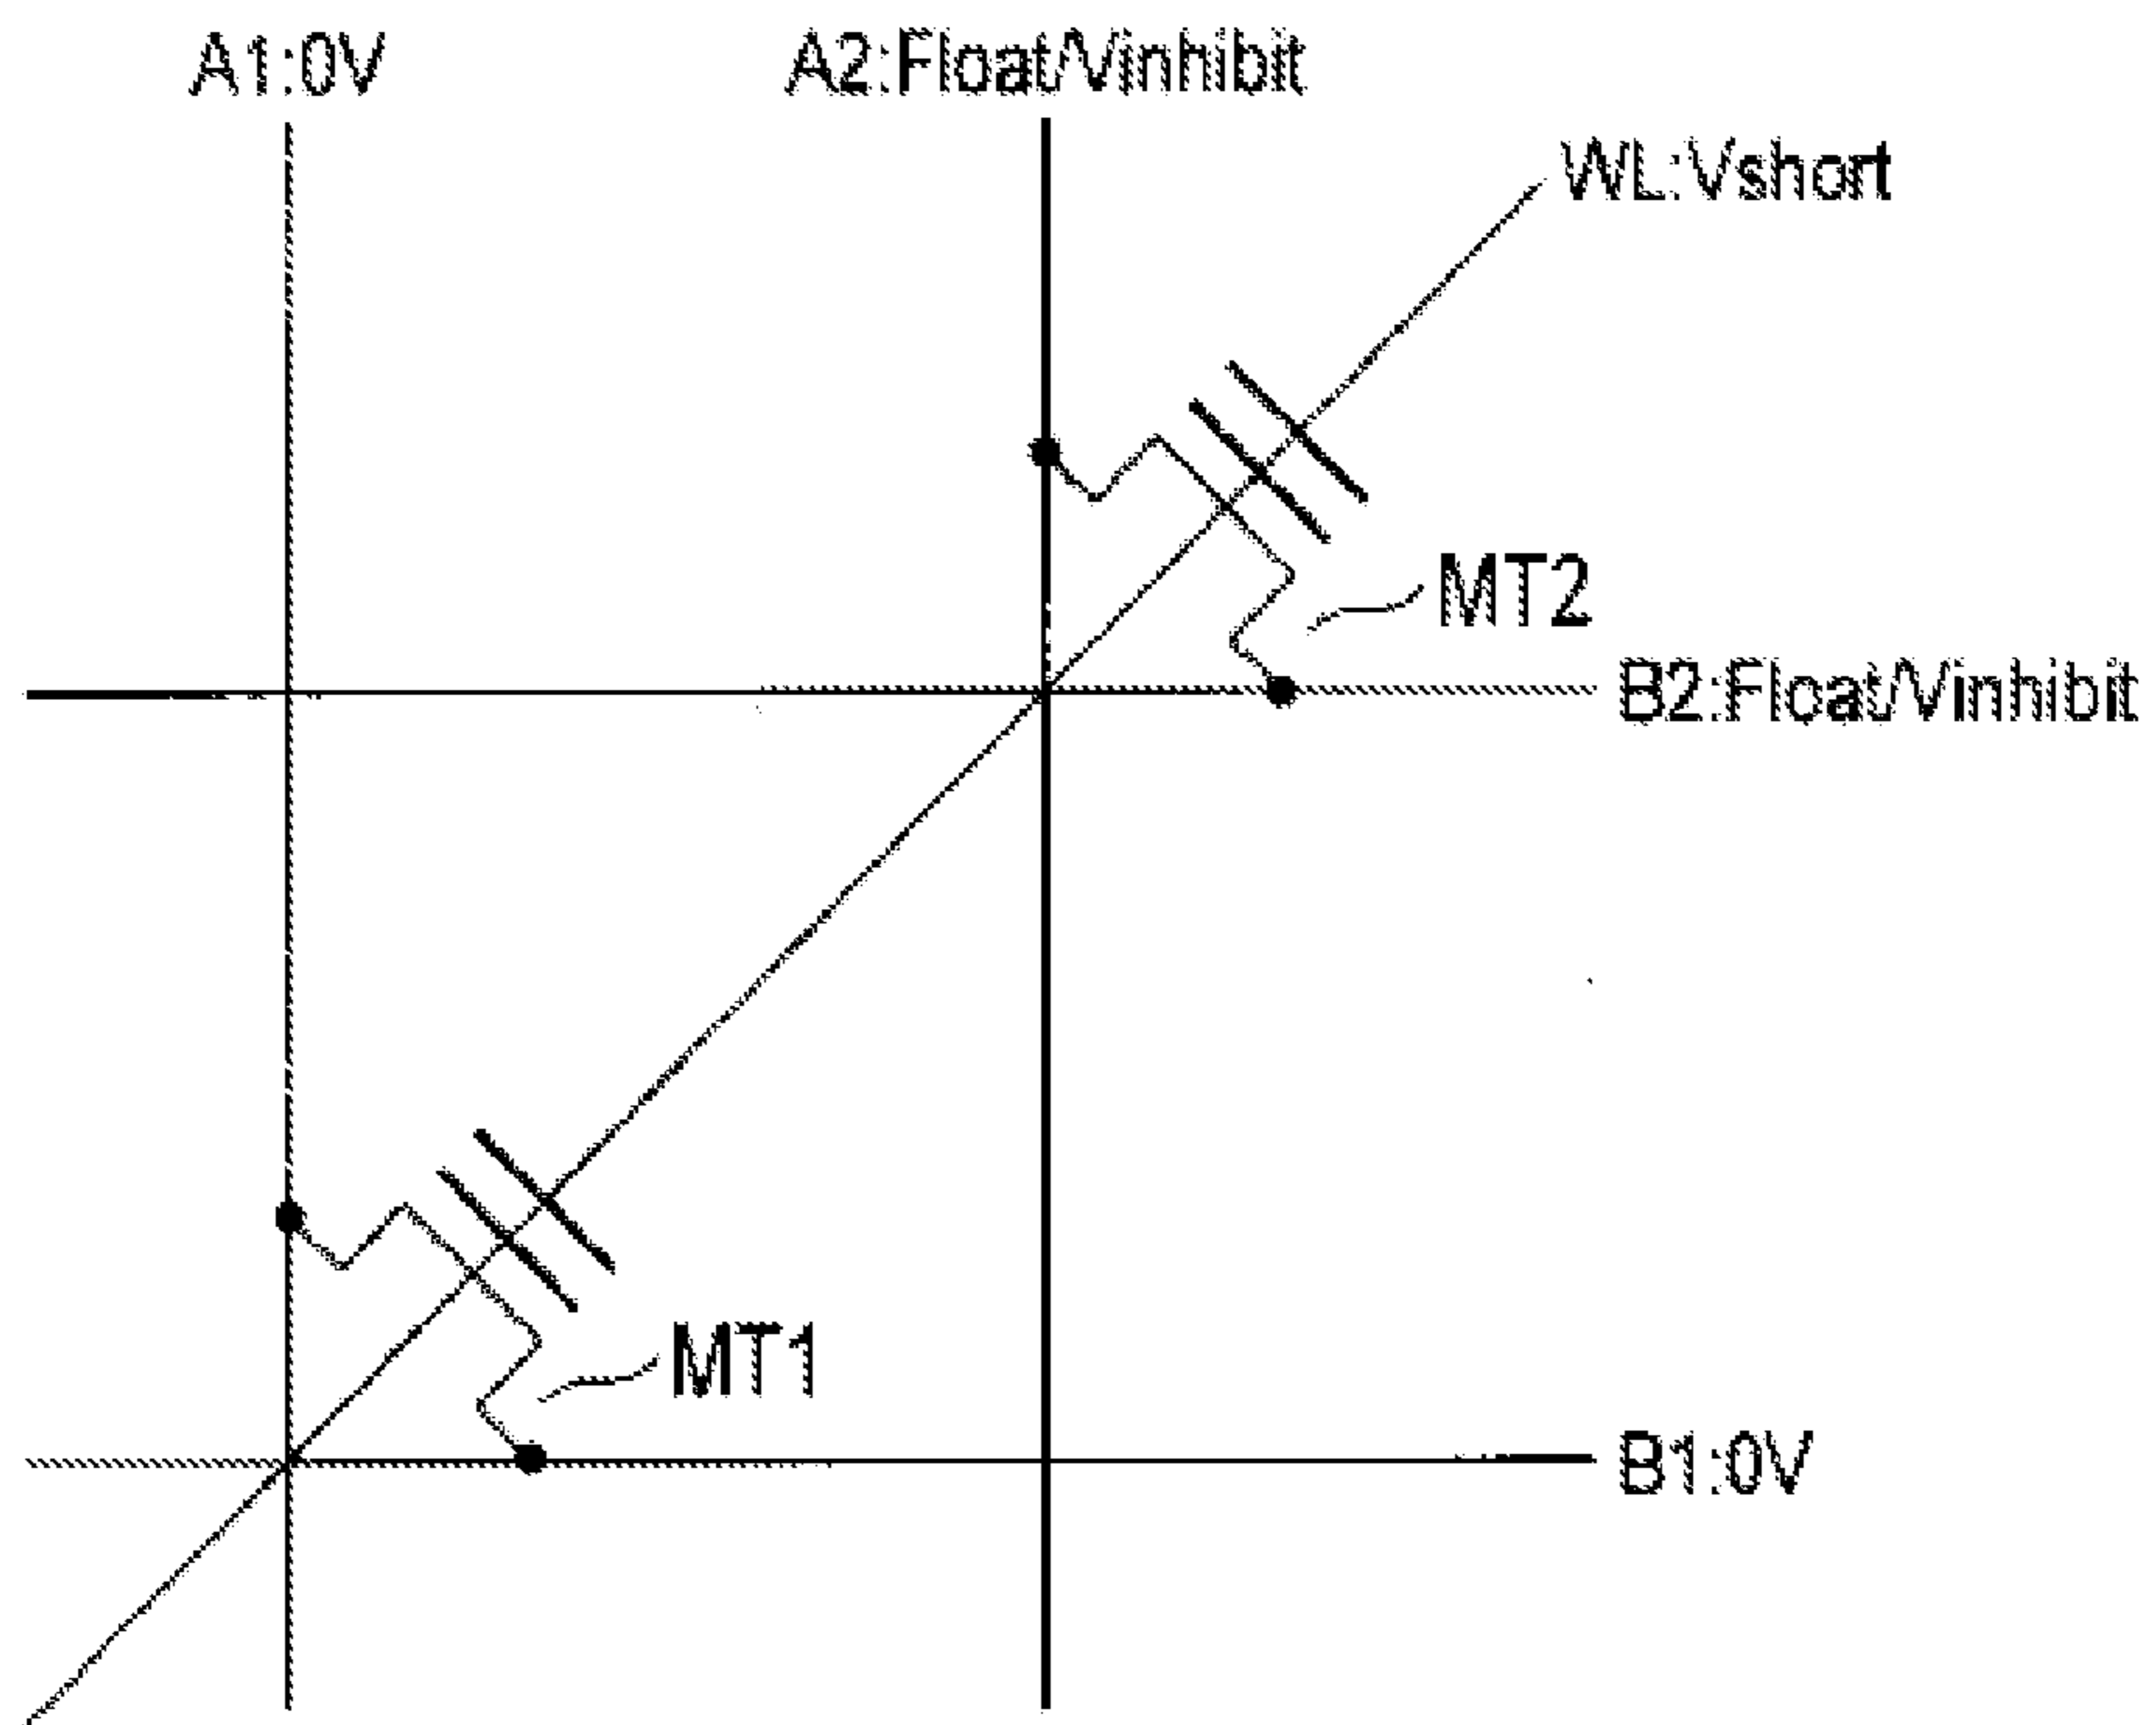 A1:0V
A2:Float/Vinhibit
WL:Vshort
MT2
B2:Float/Vinhibit
MT1
B1:0V